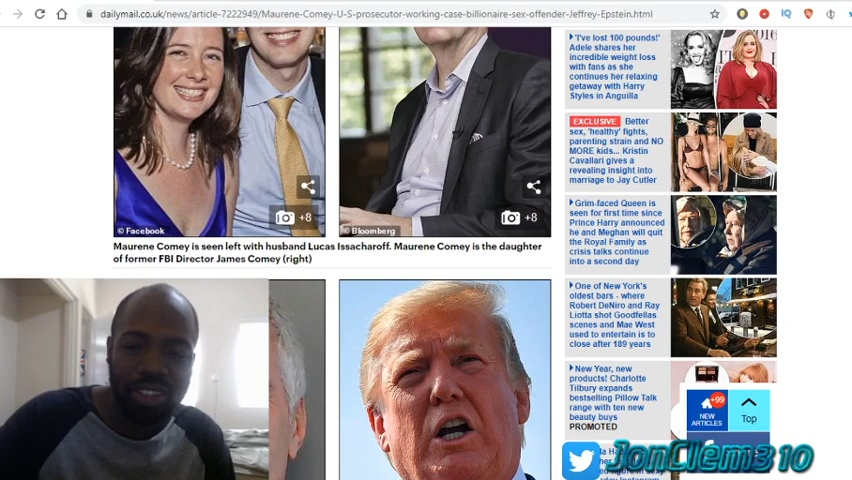 dailymail.co.uk/news/article-7222949/Maurene-Comey-U-S-prosecutor-working-case-billionaire-sex-offender-Jeffrey-Epstein.html
+8
© Facebook
+8
© Bloomberg
Maurene Comey is seen left with husband Lucas Issacharoff. Maurene Comey is the daughter
of former FBI Director James Comey (right)
'I've lost 100 pounds!'
Adele shares her
incredible weight loss
with fans as she
continues her relaxing
getaway with Harry
Styles in Anguilla
EXCLUSIVE Better
sex, 'healthy' fights,
parenting strain and NO
MORE kids... Kristin
Cavallari gives a
revealing insight into
marriage to Jay Cutler
Grim-faced Queen is
seen for first time since
Prince Harry announced
he and Meghan will quit
the Royal Family as
crisis talks continue
into a second day
One of New York's
oldest bars - where
Robert DeNiro and Ray
Liotta shot Goodfellas
scenes and Mae West
used to entertain is to
close after 189 years
New Year, new
products! Charlotte
Tilbury expands
bestselling Pillow Talk
range with ten new
beauty buys
PROMOTED
+99
NEW
ARTICLES
Top
JonClem310